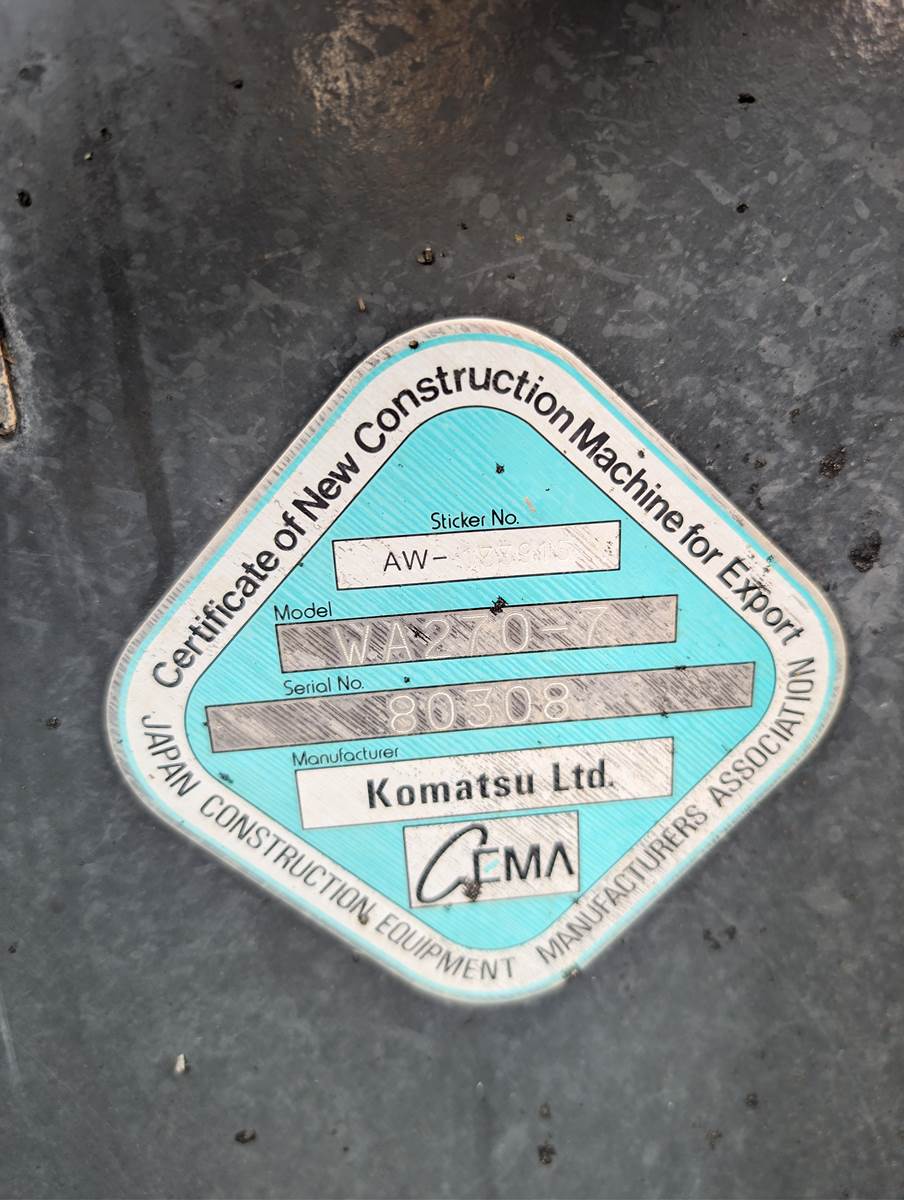 Certificate of New Construction Machine for Export
Sticker No.
AW-
Model
WA270-7
Serial No.
80308
Manufacturer
Komatsu Ltd.
CEMA
JAPAN CONSTRUCTION EQUIPMENT MANUFACTURERS ASSOCIATION